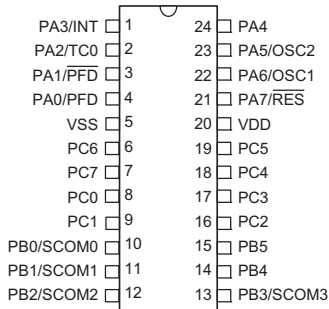 PA3/INT 1 24 PA4
PA2/TC0 2 23 PA5/OSC2
PA1/P̅F̅D̅ 3 22 PA6/OSC1
PA0/PFD 4 21 PA7/R̅E̅S̅
VSS 5 20 VDD
PC6 6 19 PC5
PC7 7 18 PC4
PC0 8 17 PC3
PC1 9 16 PC2
PB0/SCOM0 10 15 PB5
PB1/SCOM1 11 14 PB4
PB2/SCOM2 12 13 PB3/SCOM3